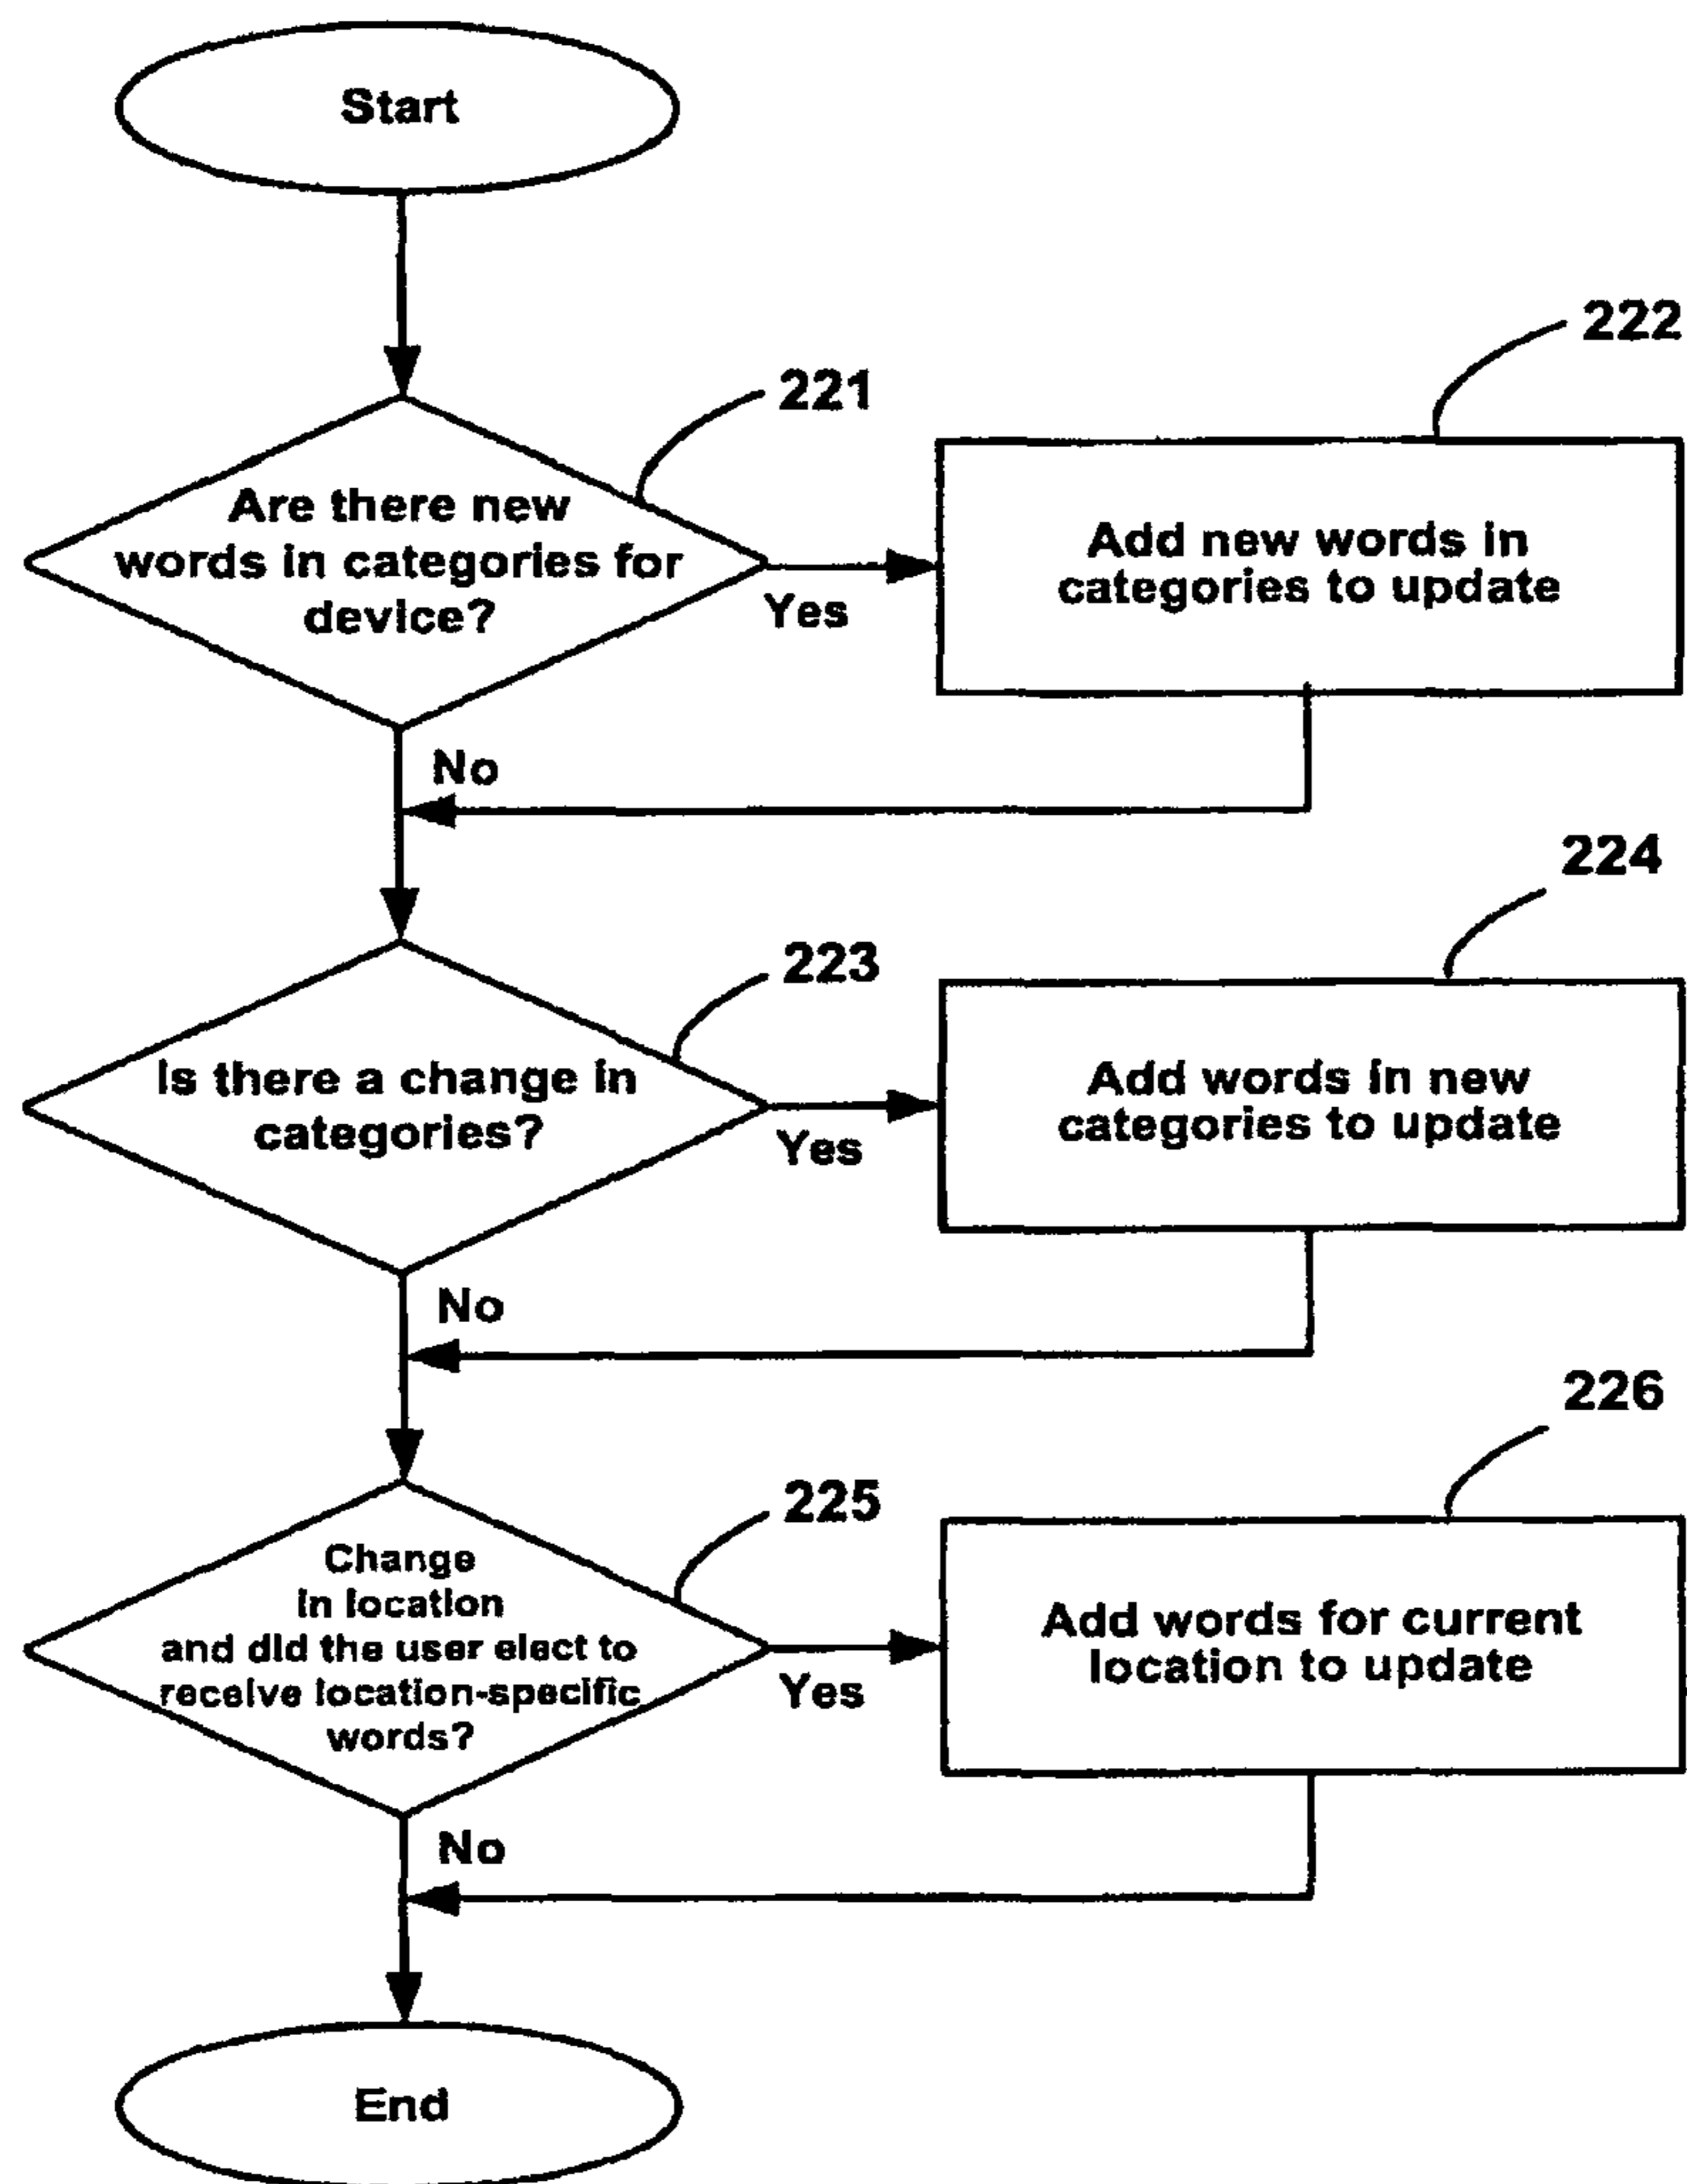 Start
222
221
Are there new
words in categories for
device?
Yes
Add new words in
categories to update
No
224
223
Is there a change in
categories?
Yes
Add words in new
categories to update
No
226
225
Change
in location
and did the user elect to
receive location-specific
words?
Yes
Add words for current
location to update
No
End